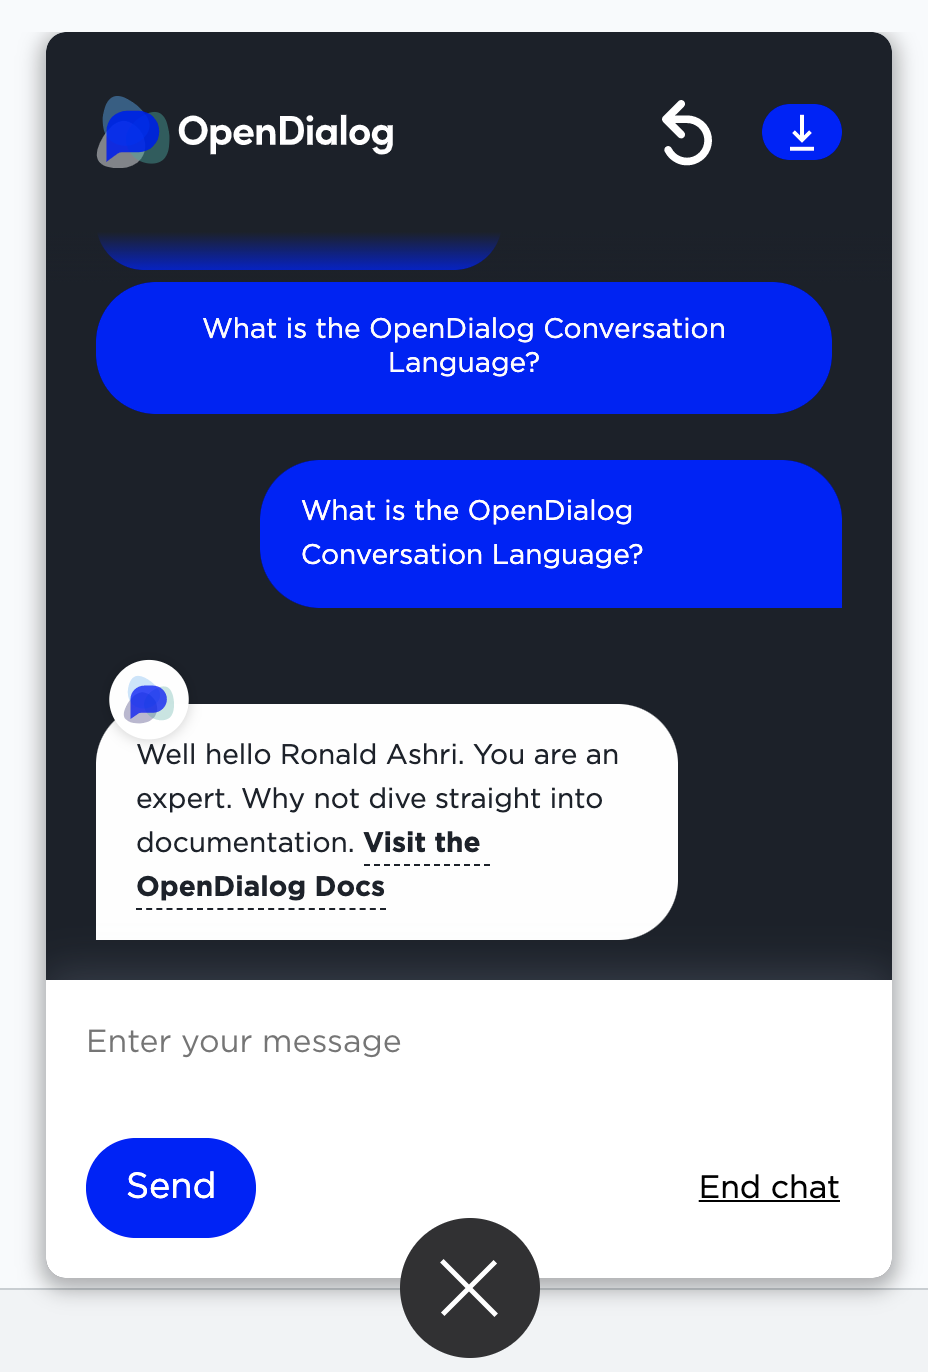 OpenDialog
What is the OpenDialog Conversation
Language?
What is the OpenDialog
Conversation Language?
Well hello Ronald Ashri. You are an
expert. Why not dive straight into
documentation. Visit the
OpenDialog Docs
Enter your message
Send
End chat